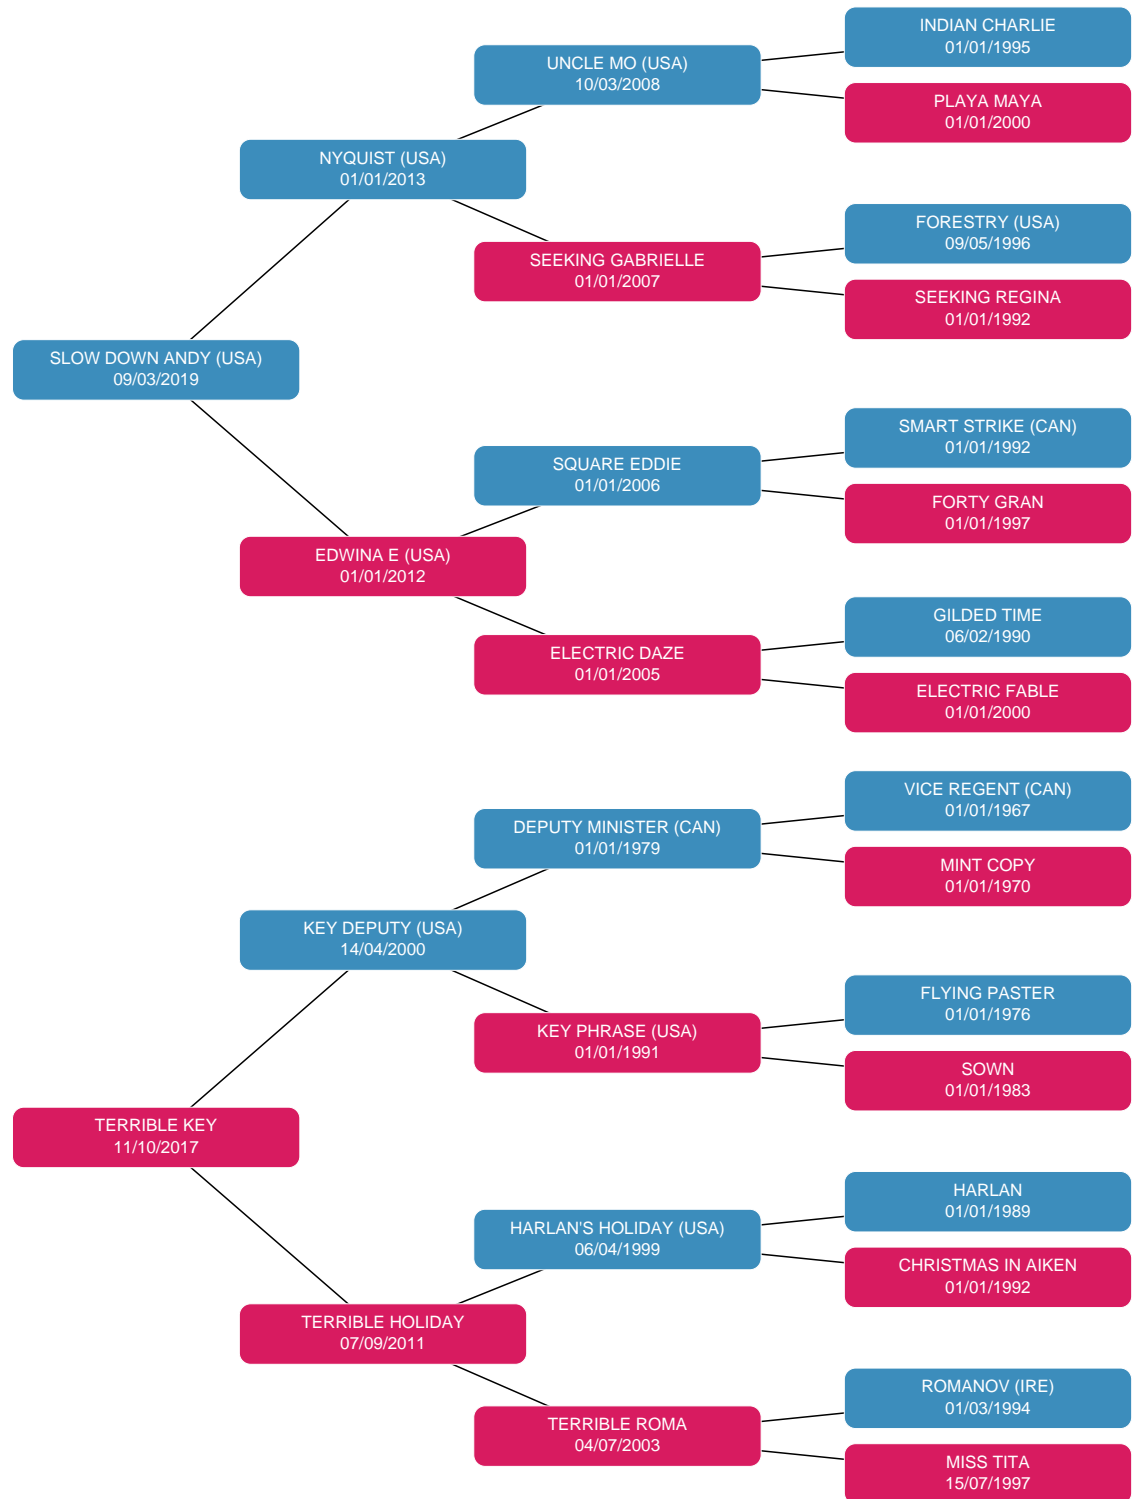 INDIAN CHARLIE
01/01/1995
UNCLE MO (USA)
10/03/2008
PLAYA MAYA
01/01/2000
NYQUIST (USA)
01/01/2013
FORESTRY (USA)
09/05/1996
SEEKING GABRIELLE
01/01/2007
SEEKING REGINA
01/01/1992
SLOW DOWN ANDY (USA)
09/03/2019
SMART STRIKE (CAN)
01/01/1992
SQUARE EDDIE
01/01/2006
FORTY GRAN
01/01/1997
EDWINA E (USA)
01/01/2012
GILDED TIME
06/02/1990
ELECTRIC DAZE
01/01/2005
ELECTRIC FABLE
01/01/2000
VICE REGENT (CAN)
01/01/1967
DEPUTY MINISTER (CAN)
01/01/1979
MINT COPY
01/01/1970
KEY DEPUTY (USA)
14/04/2000
FLYING PASTER
01/01/1976
KEY PHRASE (USA)
01/01/1991
SOWN
01/01/1983
TERRIBLE KEY
11/10/2017
HARLAN
01/01/1989
HARLAN'S HOLIDAY (USA)
06/04/1999
CHRISTMAS IN AIKEN
01/01/1992
TERRIBLE HOLIDAY
07/09/2011
ROMANOV (IRE)
01/03/1994
TERRIBLE ROMA
04/07/2003
MISS TITA
15/07/1997